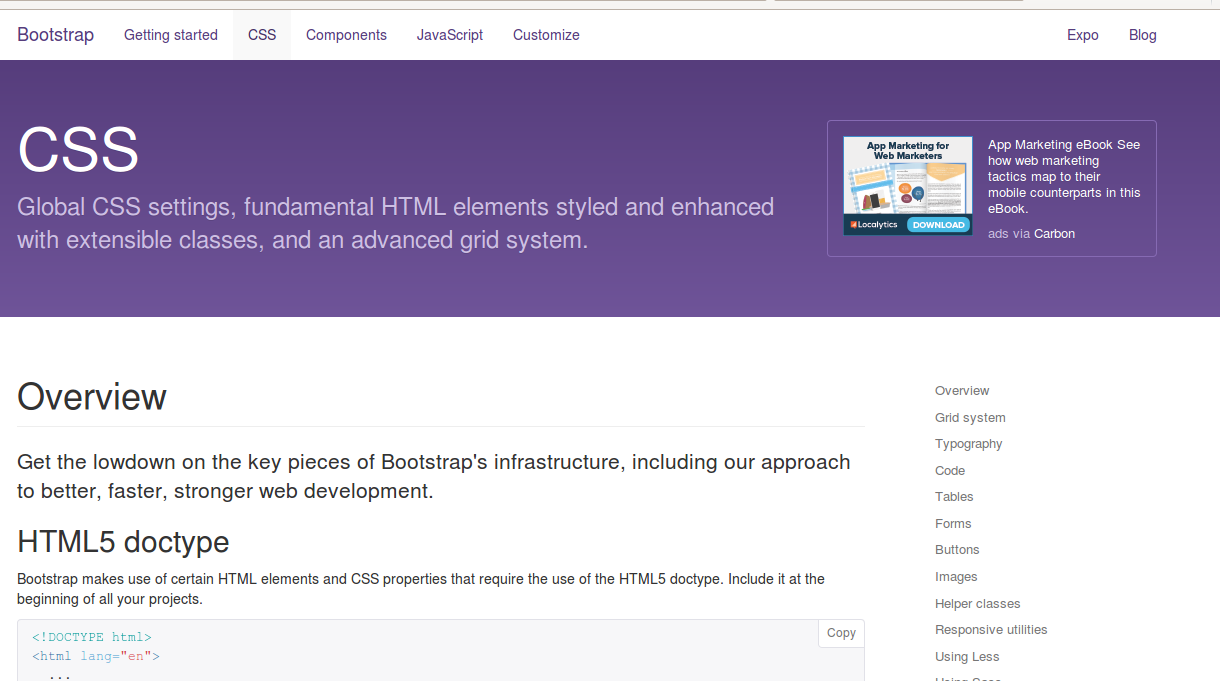 Bootstrap Getting started CSS Components JavaScript Customize Expo Blog
CSS
Global CSS settings, fundamental HTML elements styled and enhanced
with extensible classes, and an advanced grid system.
App Marketing for
Web Marketers
Localytics
DOWNLOAD
App Marketing eBook See
how web marketing
tactics map to their
mobile counterparts in this
eBook.
ads via Carbon
Overview
Get the lowdown on the key pieces of Bootstrap's infrastructure, including our approach
to better, faster, stronger web development.
HTML5 doctype
Bootstrap makes use of certain HTML elements and CSS properties that require the use of the HTML5 doctype. Include it at the
beginning of all your projects.
Copy
<!DOCTYPE html>
<html lang="en">
...
Overview
Grid system
Typography
Code
Tables
Forms
Buttons
Images
Helper classes
Responsive utilities
Using Less